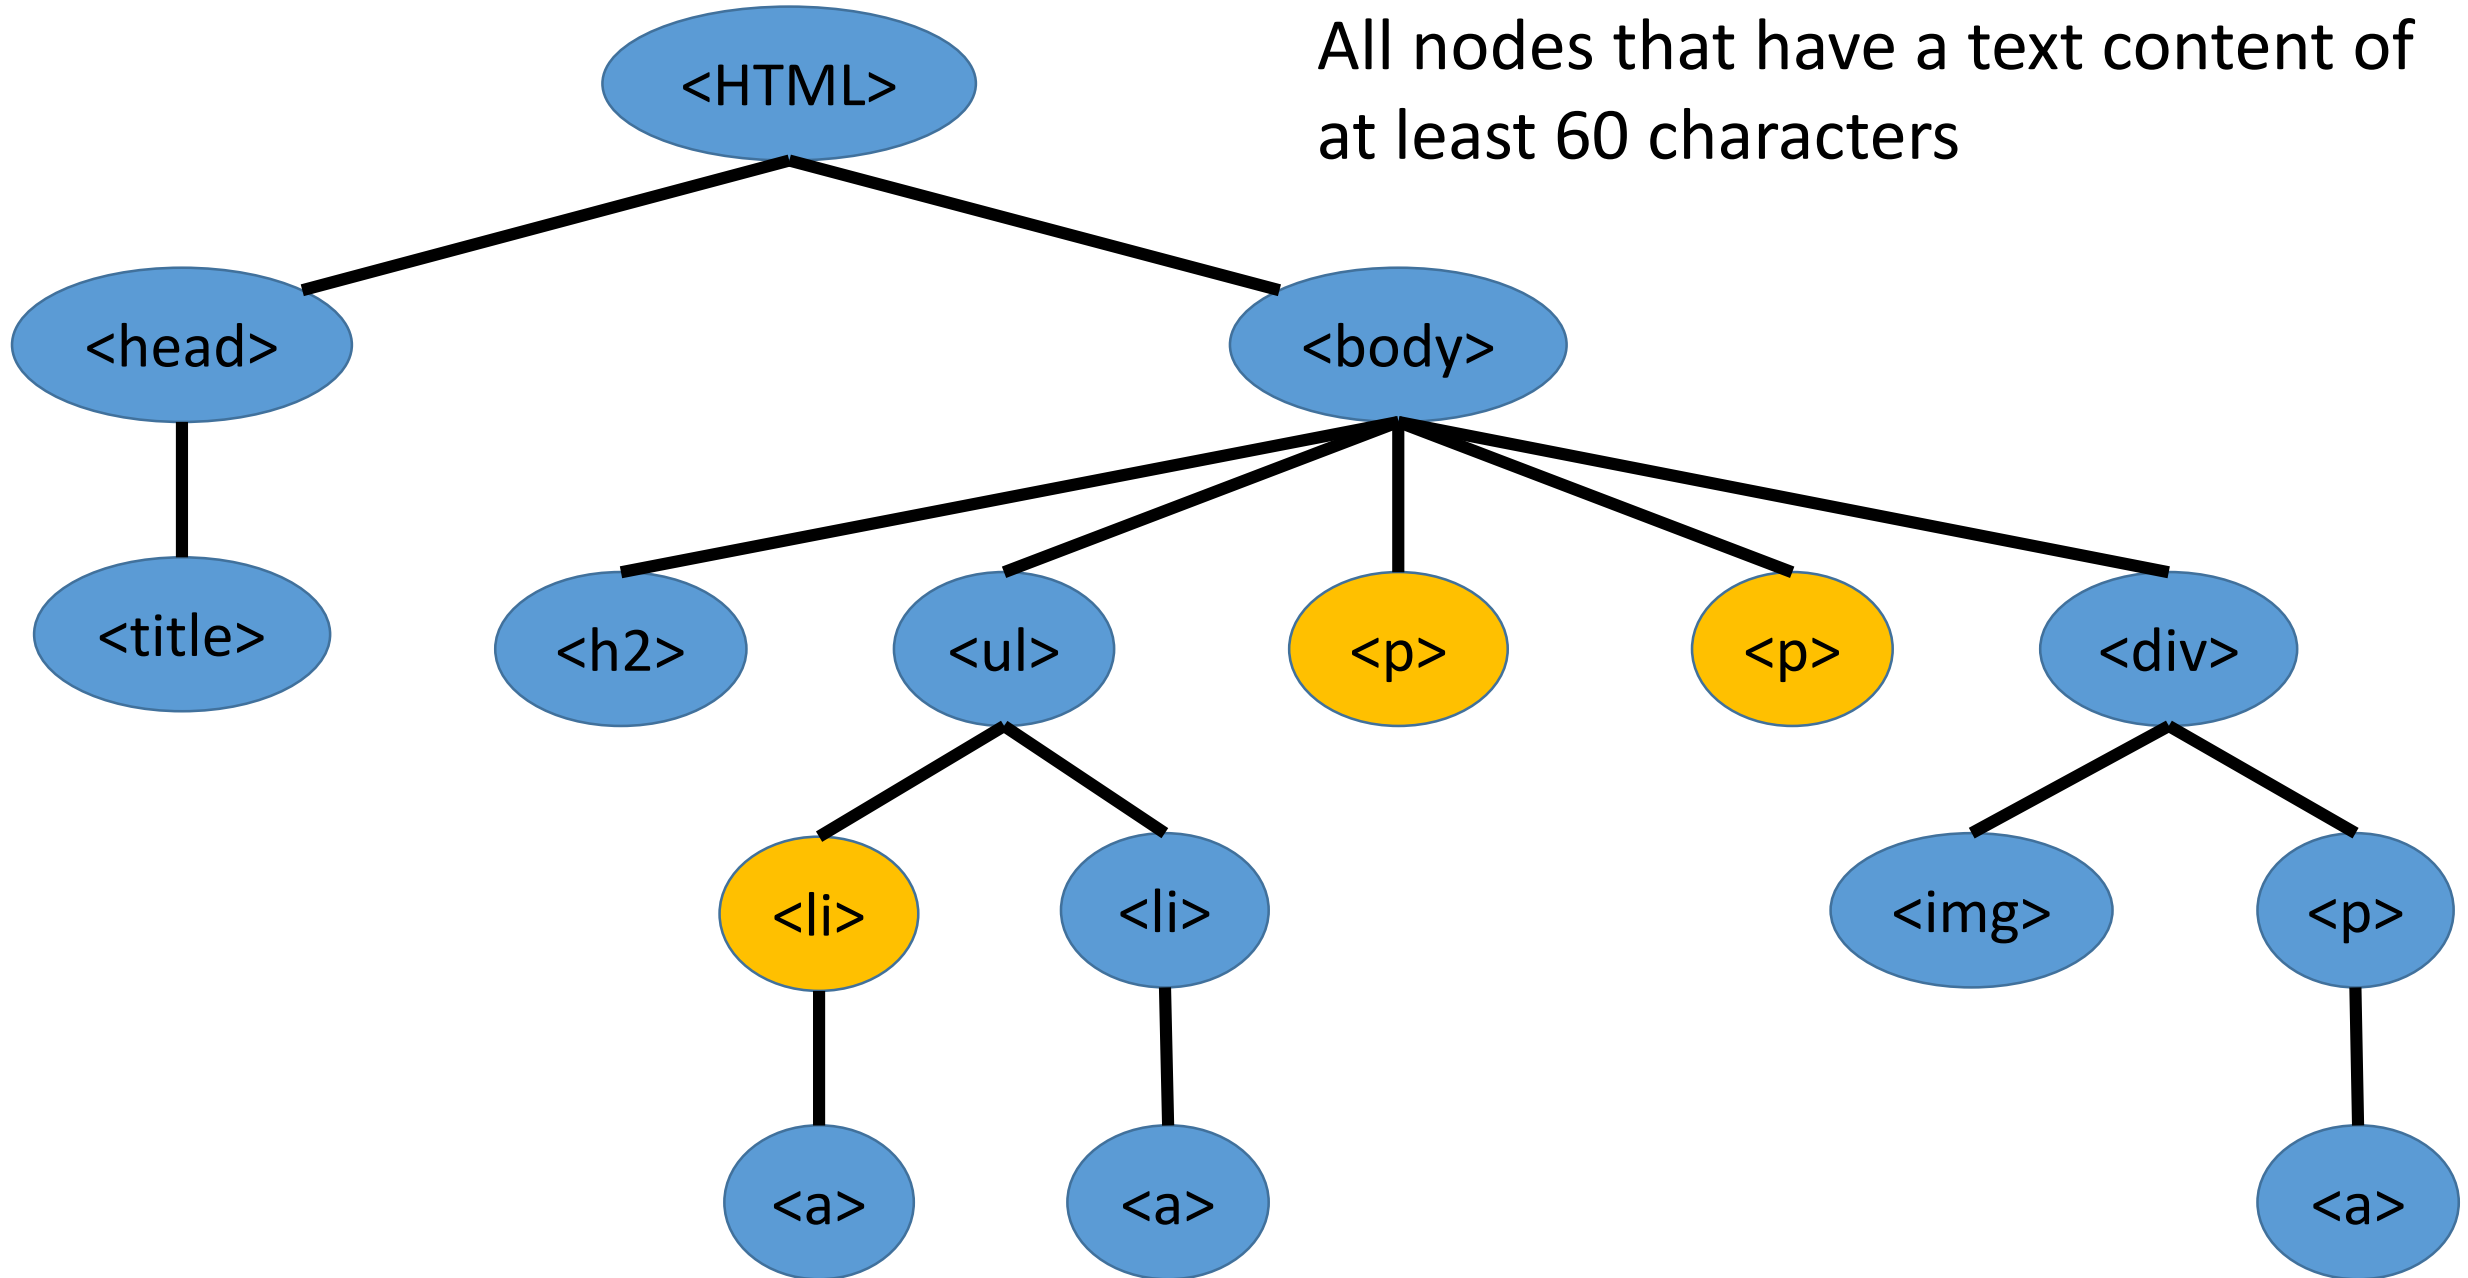 All nodes that have a text content of
at least 60 characters
<HTML>
<head>
<body>
<title>
<h2>
<ul>
<p>
<p>
<div>
<li>
<li>
<img>
<p>
<a>
<a>
<a>